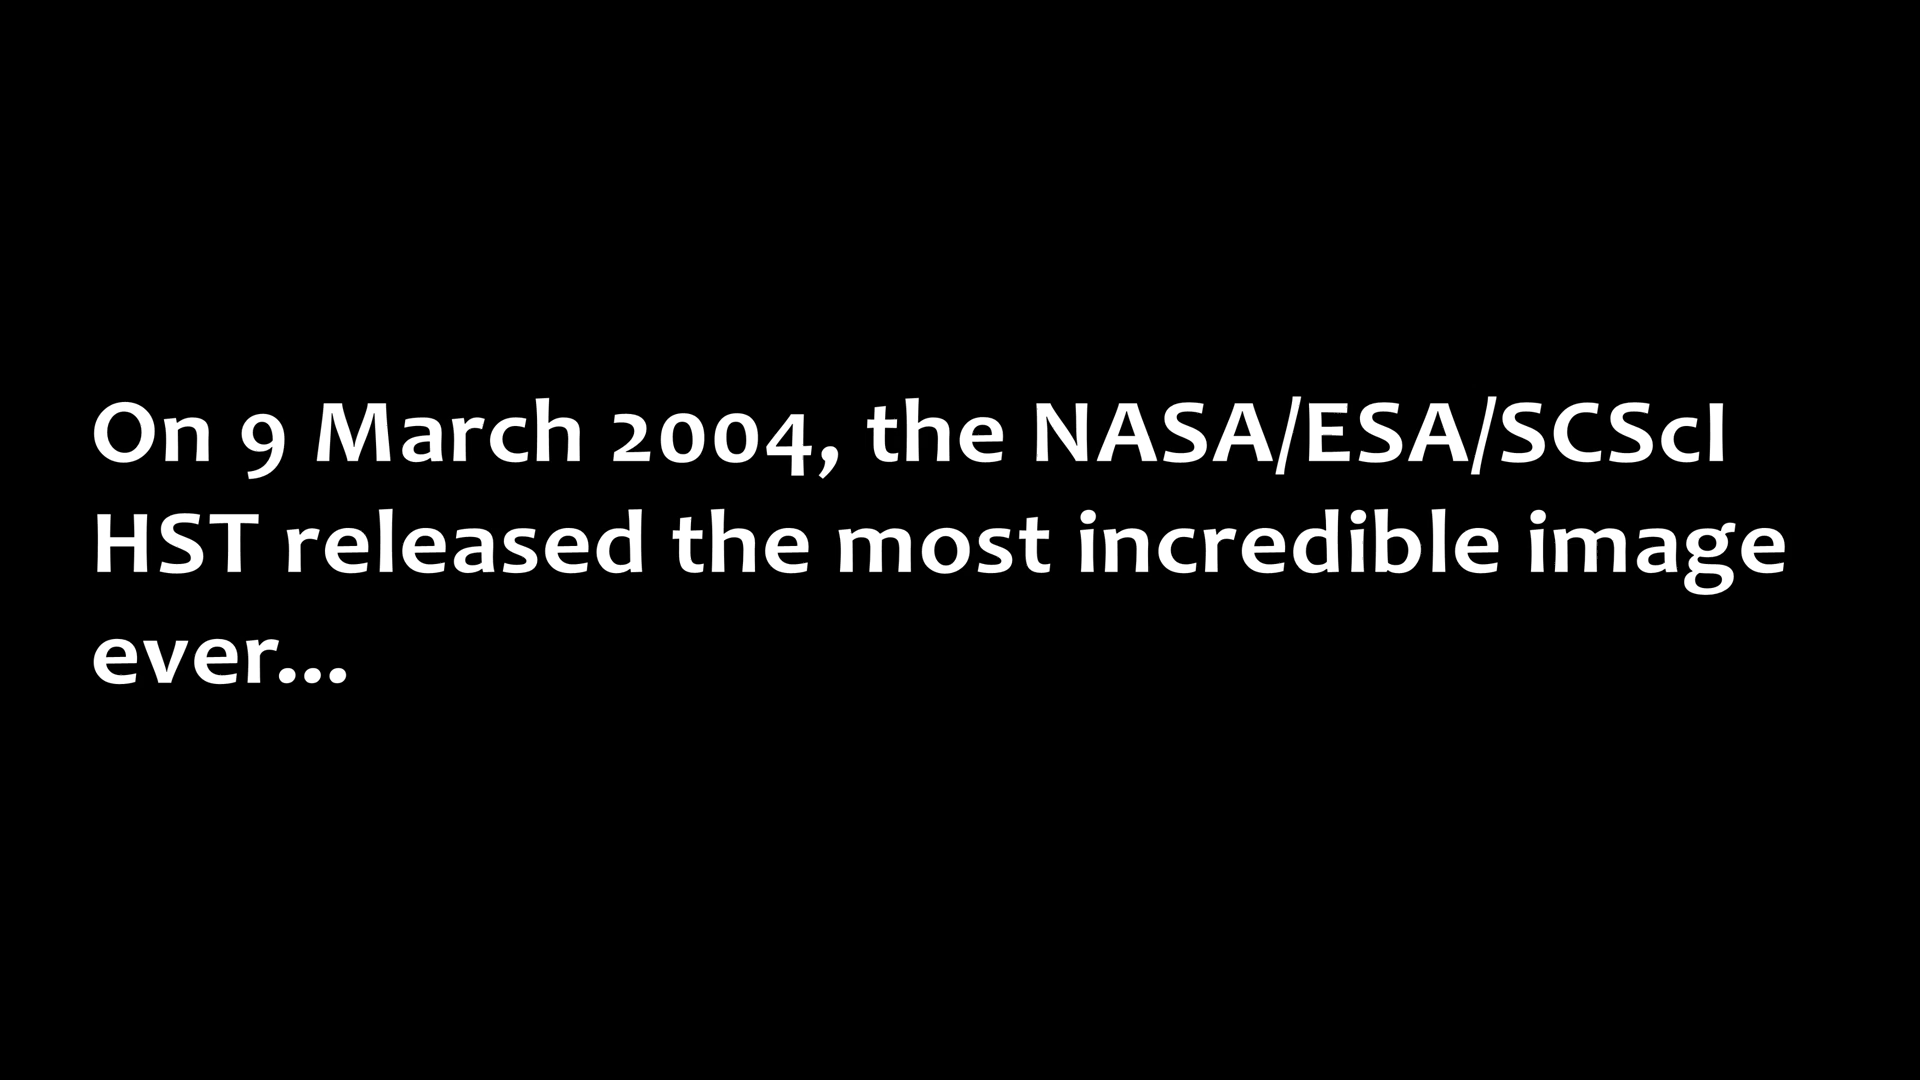 On 9 March 2004, the NASA/ESA/SCScI
HST released the most incredible image
ever...